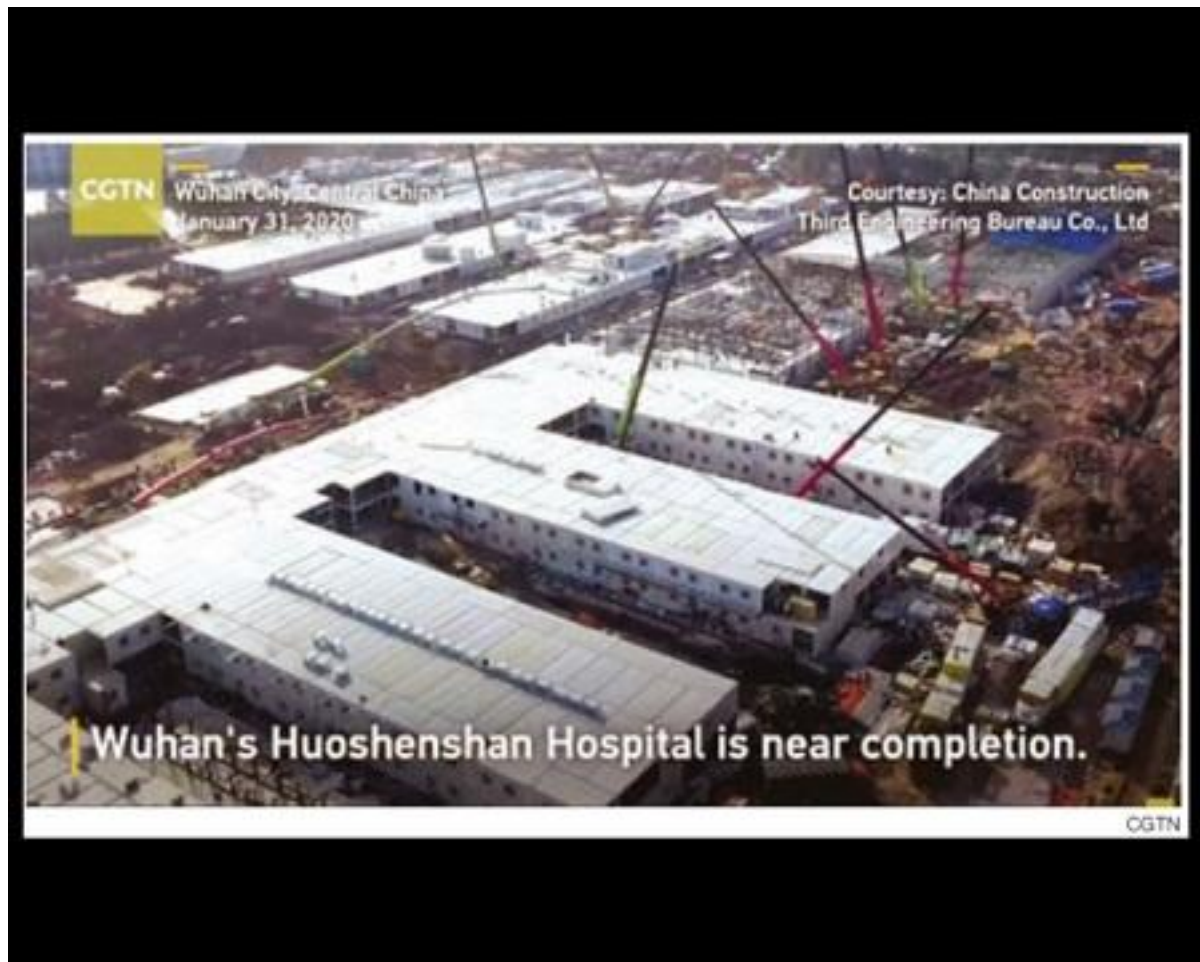 CGTN
Wuhan City, Central China
January 31, 2020
Courtesy: China Construction
Third Engineering Bureau Co., Ltd
Wuhan's Huoshenshan Hospital is near completion.
CGTN